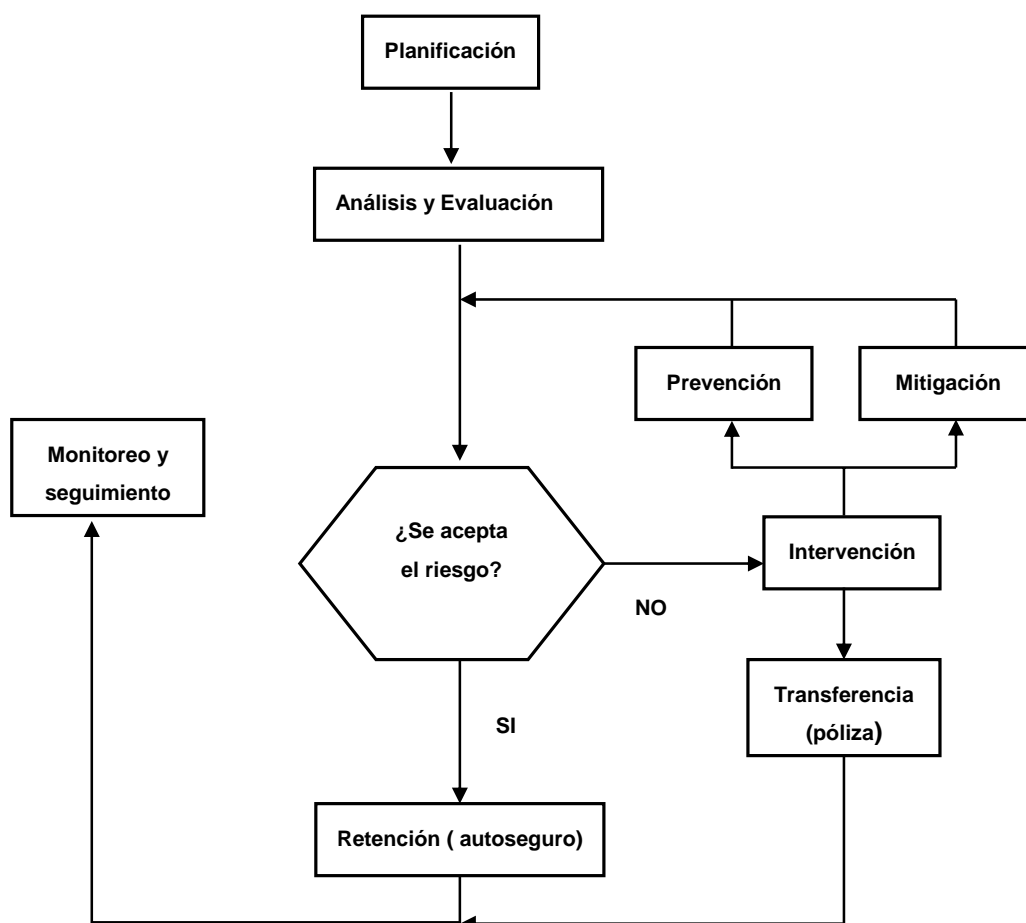 Planificación
Análisis y Evaluación
Prevención
Mitigación
Monitoreo y
seguimiento
¿Se acepta
el riesgo?
Intervención
NO
Transferencia
(póliza)
SI
Retención ( autoseguro)